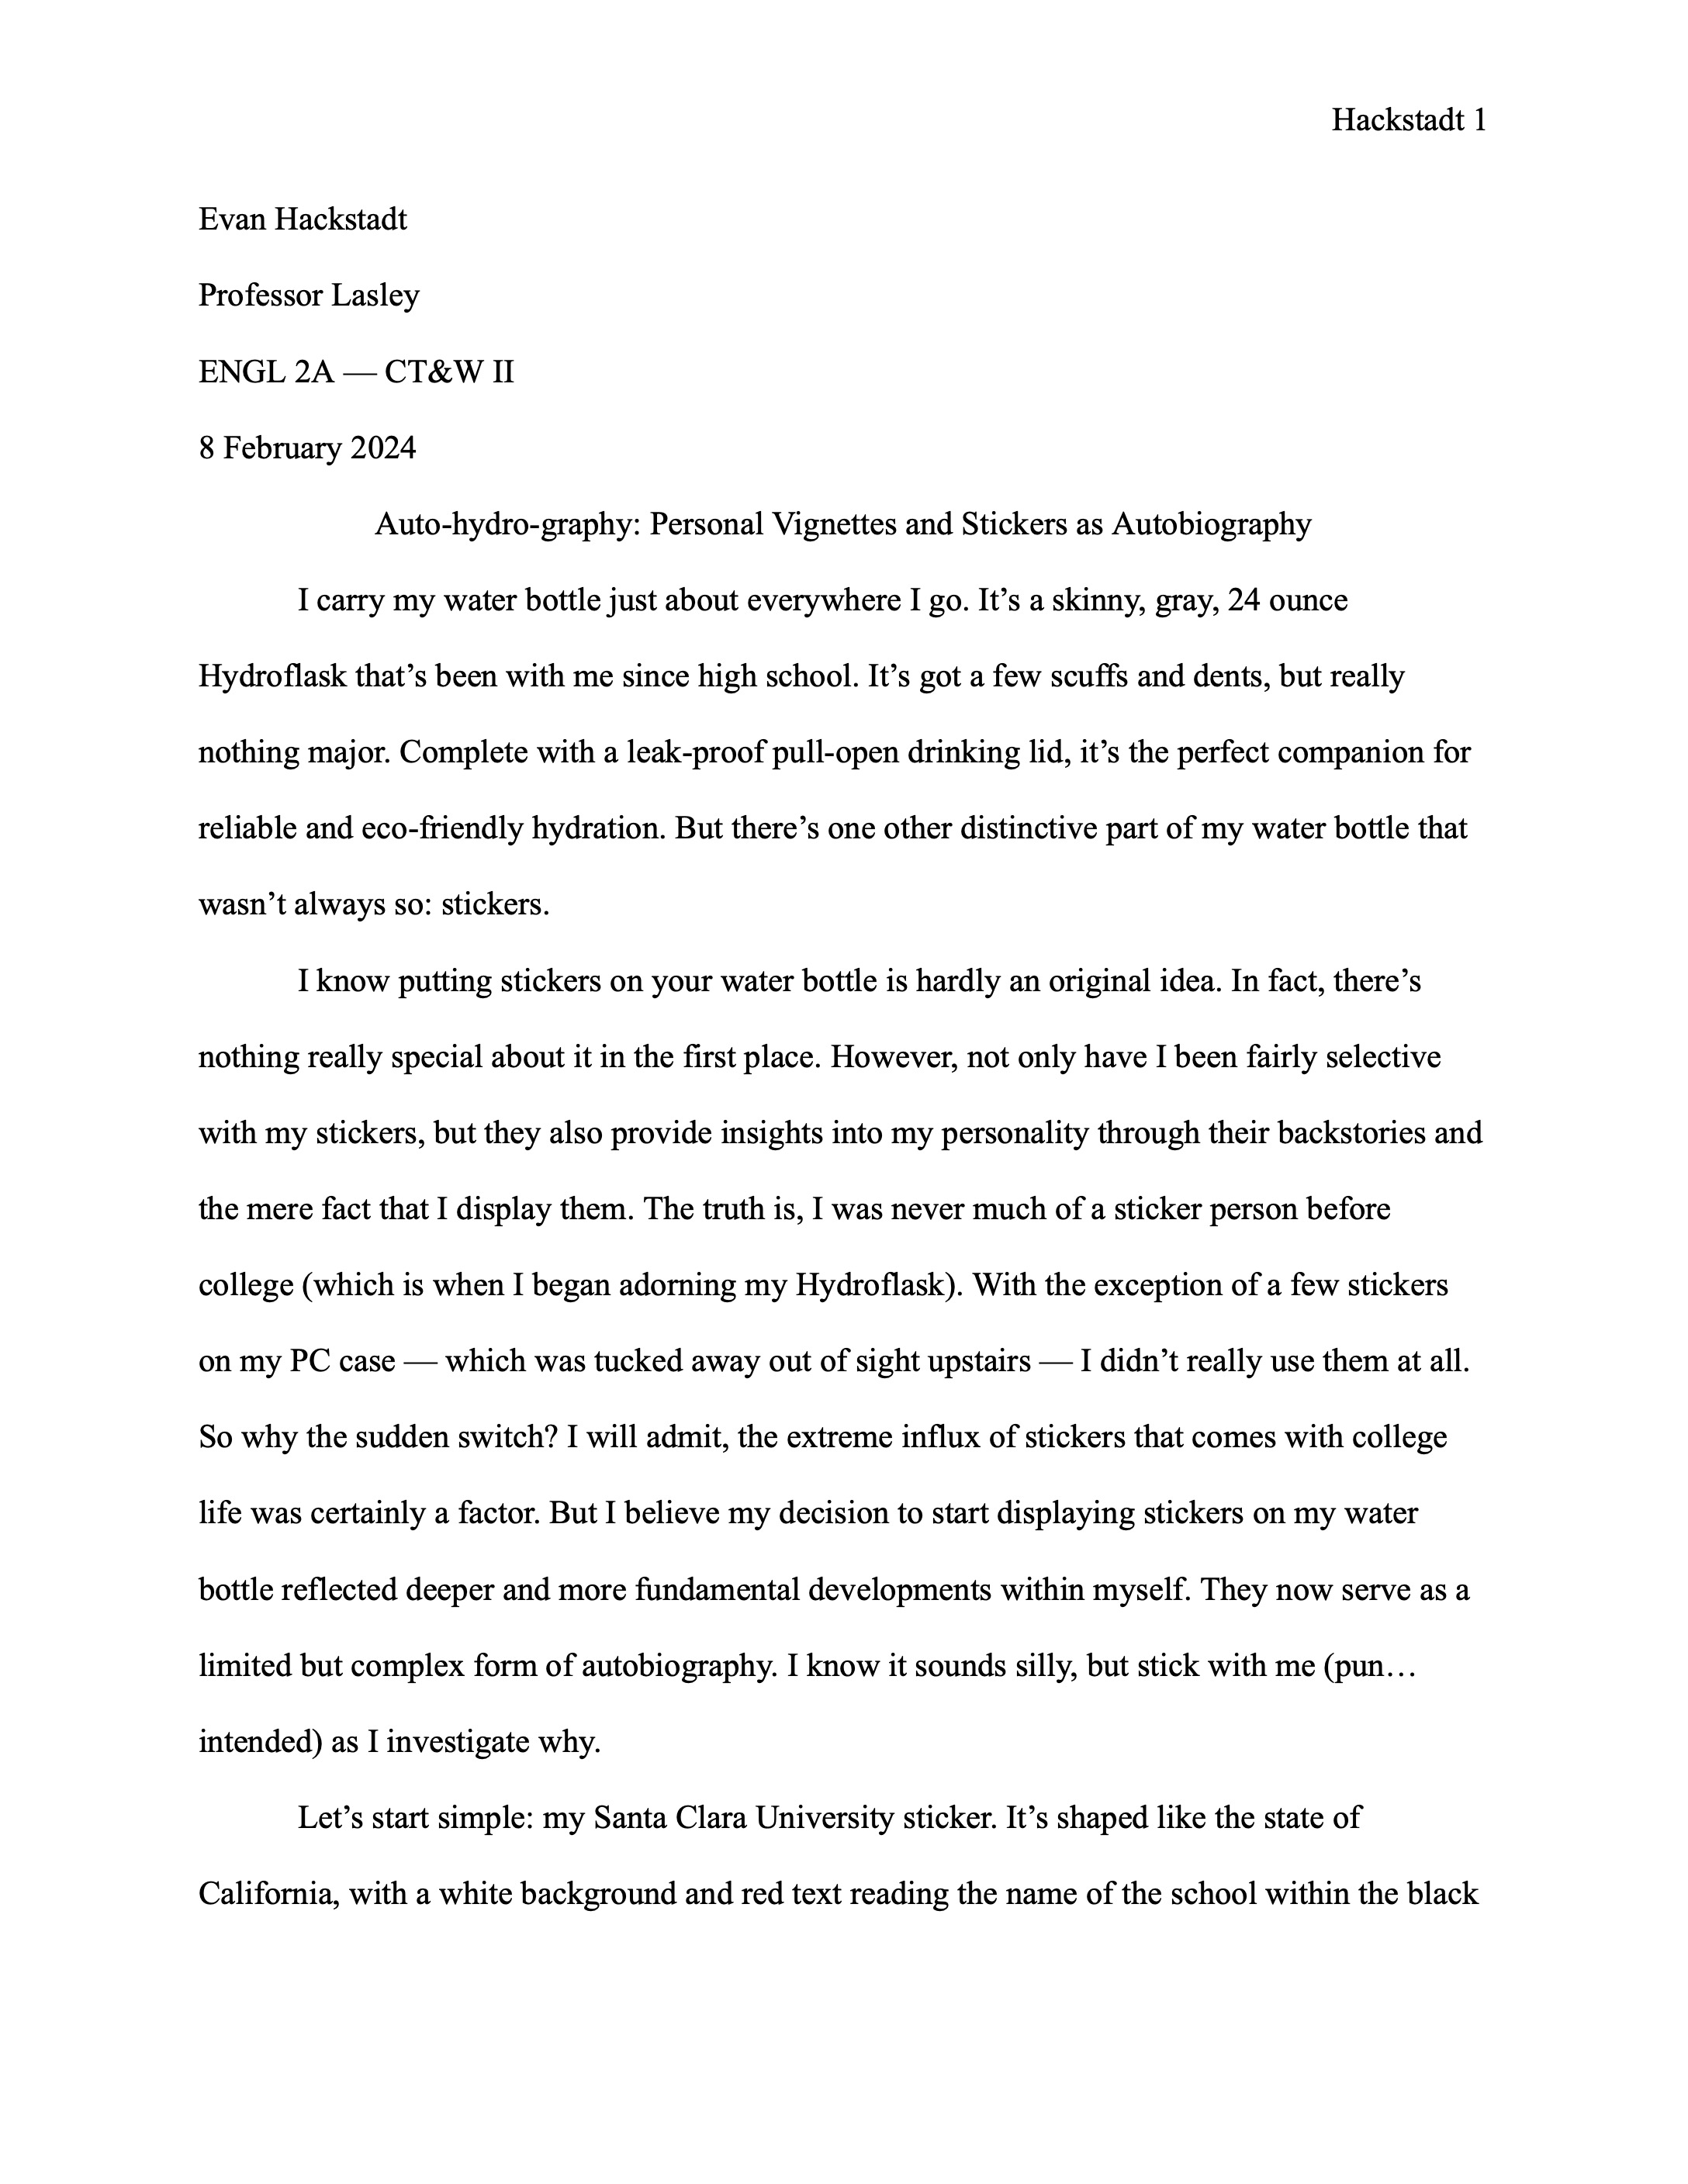 Hackstadt 1
Evan Hackstadt
Professor Lasley
ENGL 2A — CT&W II
8 February 2024
Auto-hydro-graphy: Personal Vignettes and Stickers as Autobiography
I carry my water bottle just about everywhere I go. It’s a skinny, gray, 24 ounce
Hydroflask that’s been with me since high school. It’s got a few scuffs and dents, but really
nothing major. Complete with a leak-proof pull-open drinking lid, it’s the perfect companion for
reliable and eco-friendly hydration. But there’s one other distinctive part of my water bottle that
wasn’t always so: stickers.
I know putting stickers on your water bottle is hardly an original idea. In fact, there’s
nothing really special about it in the first place. However, not only have I been fairly selective
with my stickers, but they also provide insights into my personality through their backstories and
the mere fact that I display them. The truth is, I was never much of a sticker person before
college (which is when I began adorning my Hydroflask). With the exception of a few stickers
on my PC case — which was tucked away out of sight upstairs — I didn’t really use them at all.
So why the sudden switch? I will admit, the extreme influx of stickers that comes with college
life was certainly a factor. But I believe my decision to start displaying stickers on my water
bottle reflected deeper and more fundamental developments within myself. They now serve as a
limited but complex form of autobiography. I know it sounds silly, but stick with me (pun…
intended) as I investigate why.
Let’s start simple: my Santa Clara University sticker. It’s shaped like the state of
California, with a white background and red text reading the name of the school within the black